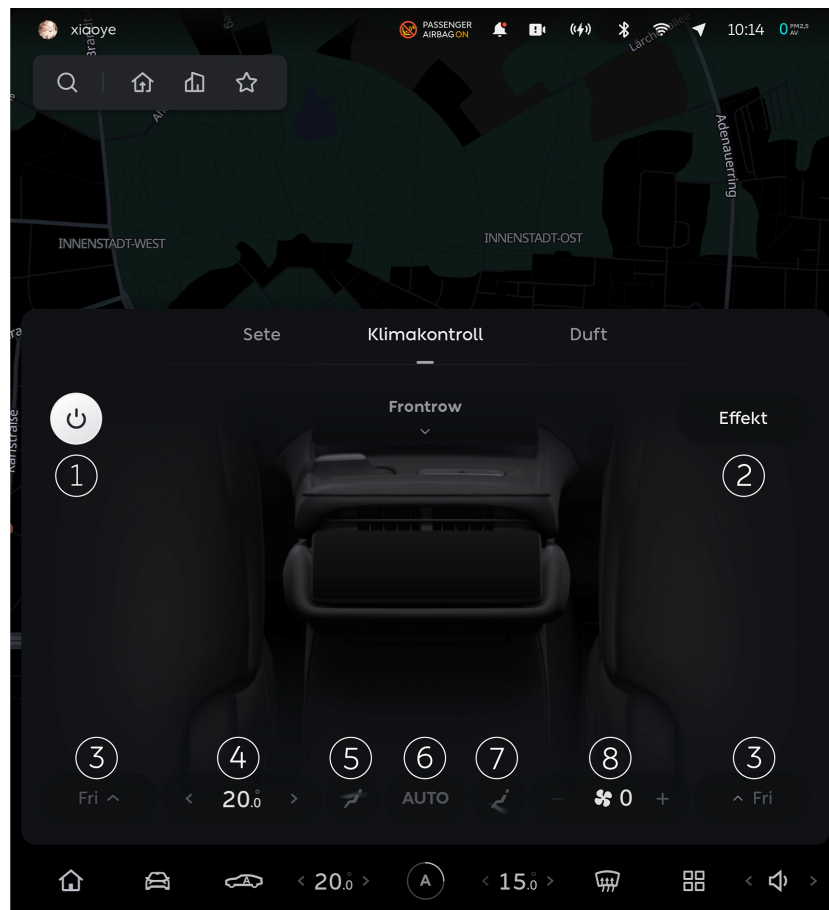 xiaoye
PASSENGER
AIRBAG ON
10:14
0 PM2,5
AV
Lärchenallee
Adenauerring
INNENSTADT-WEST
INNENSTADT-OST
Sete
Klimakontroll
Duft
Frontrow
Effekt
1
2
3
4
5
6
7
8
3
Fri
20.0°
AUTO
0
Fri
20.0°
A
15.0°